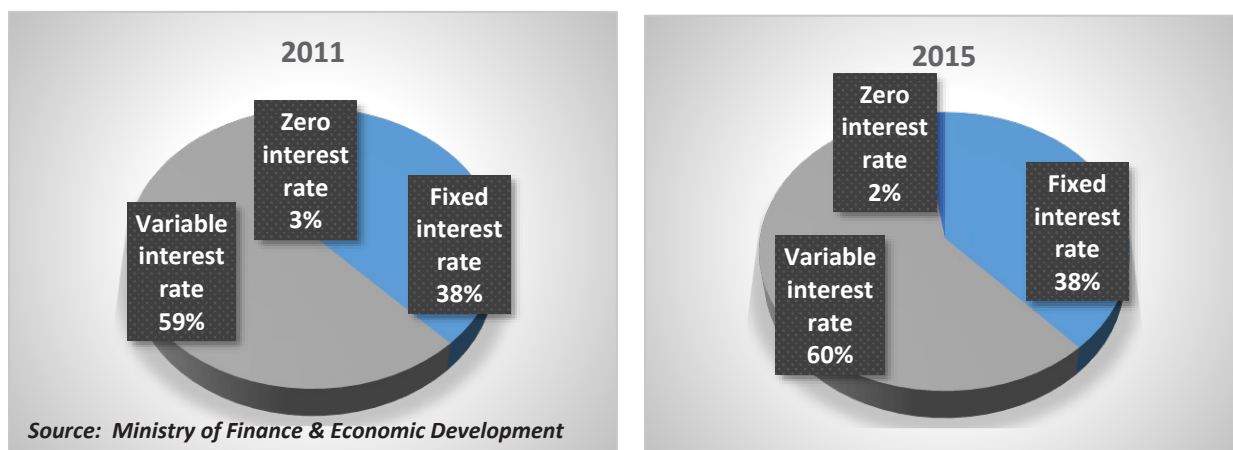 2011
Zero
interest
rate
3%
Fixed
interest
rate
38%
Variable
interest
rate
59%
Source: Ministry of Finance & Economic Development
2015
Zero
interest
rate
2%
Fixed
interest
rate
38%
Variable
interest
rate
60%